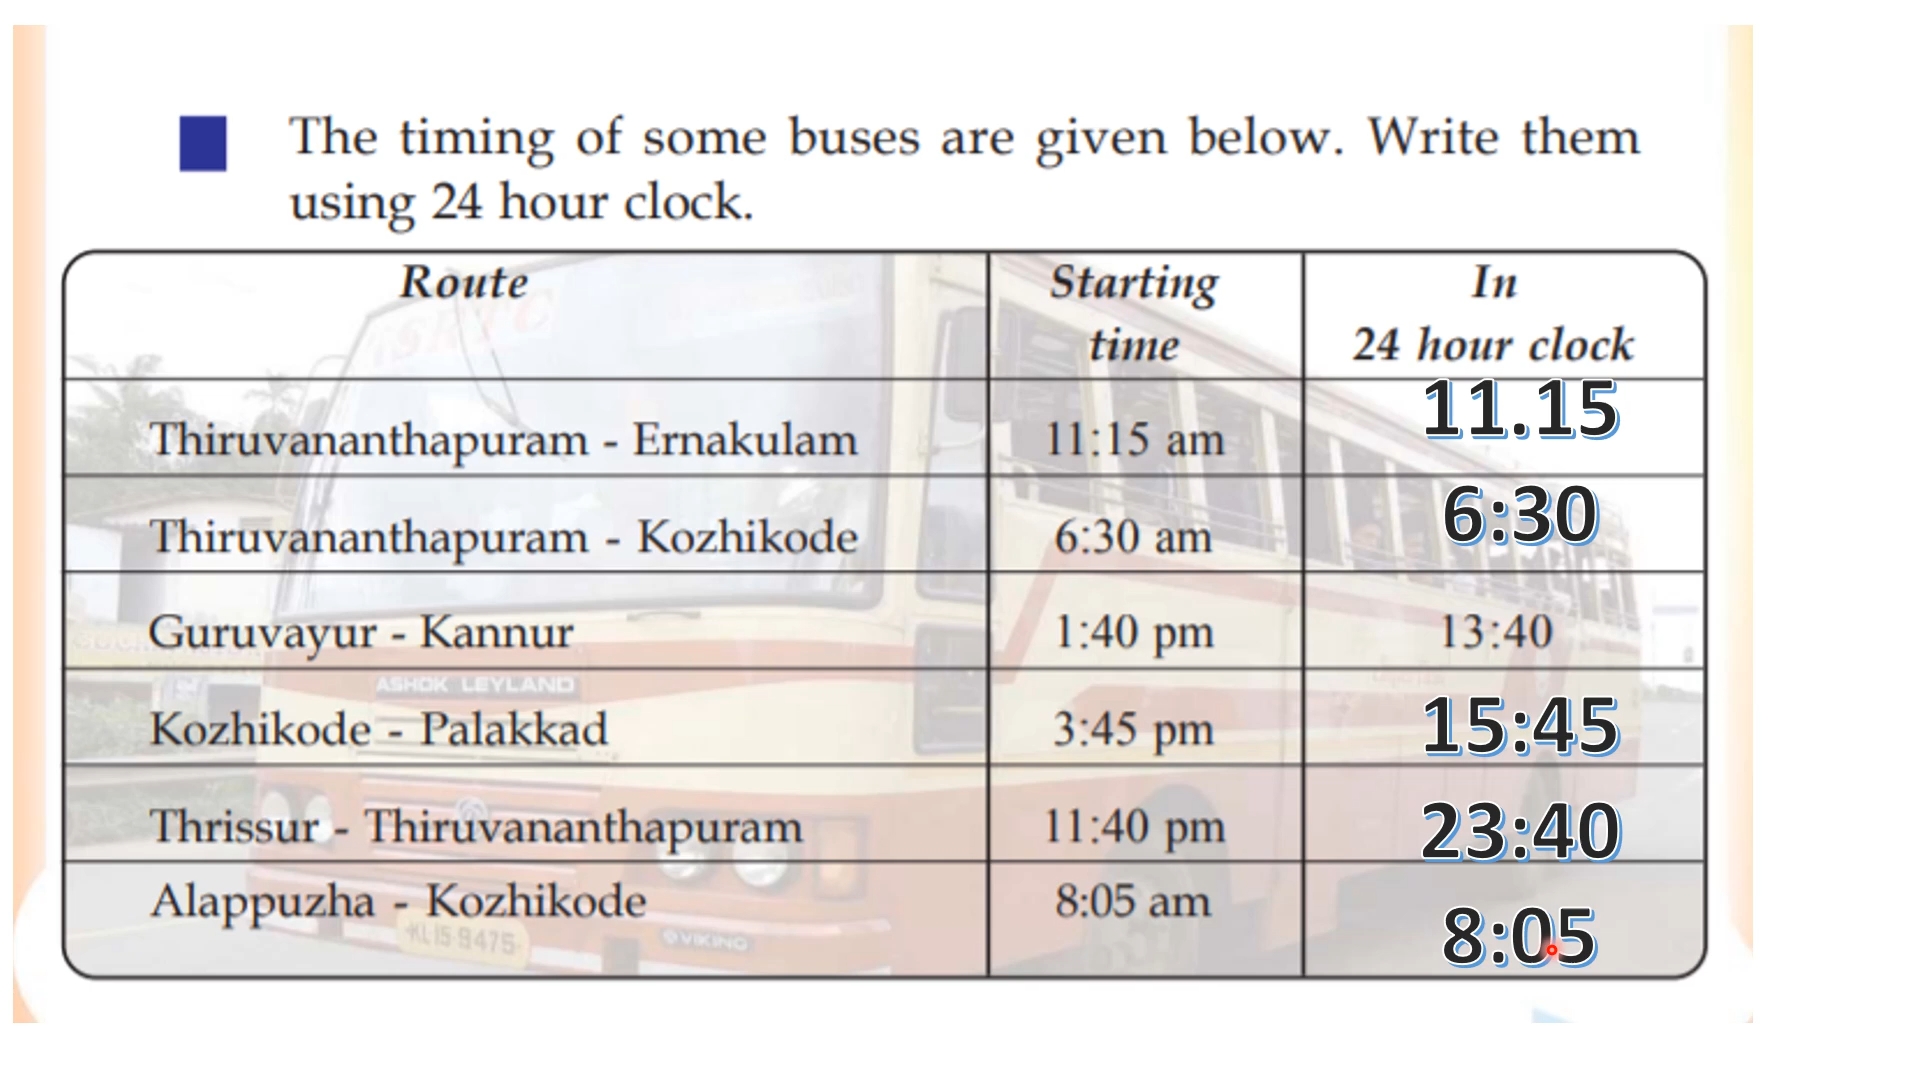 The timing of some buses are given below. Write them
using 24 hour clock.
Route Starting time In 24 hour clock
Thiruvananthapuram - Ernakulam 11:15 am 11.15
Thiruvananthapuram - Kozhikode 6:30 am 6:30
Guruvayur - Kannur 1:40 pm 13:40
ASHOK LEYLAND
Kozhikode - Palakkad 3:45 pm 15:45
Thrissur - Thiruvananthapuram 11:40 pm 23:40
Alappuzha - Kozhikode 8:05 am 8:05
KL15 9475
VIKING